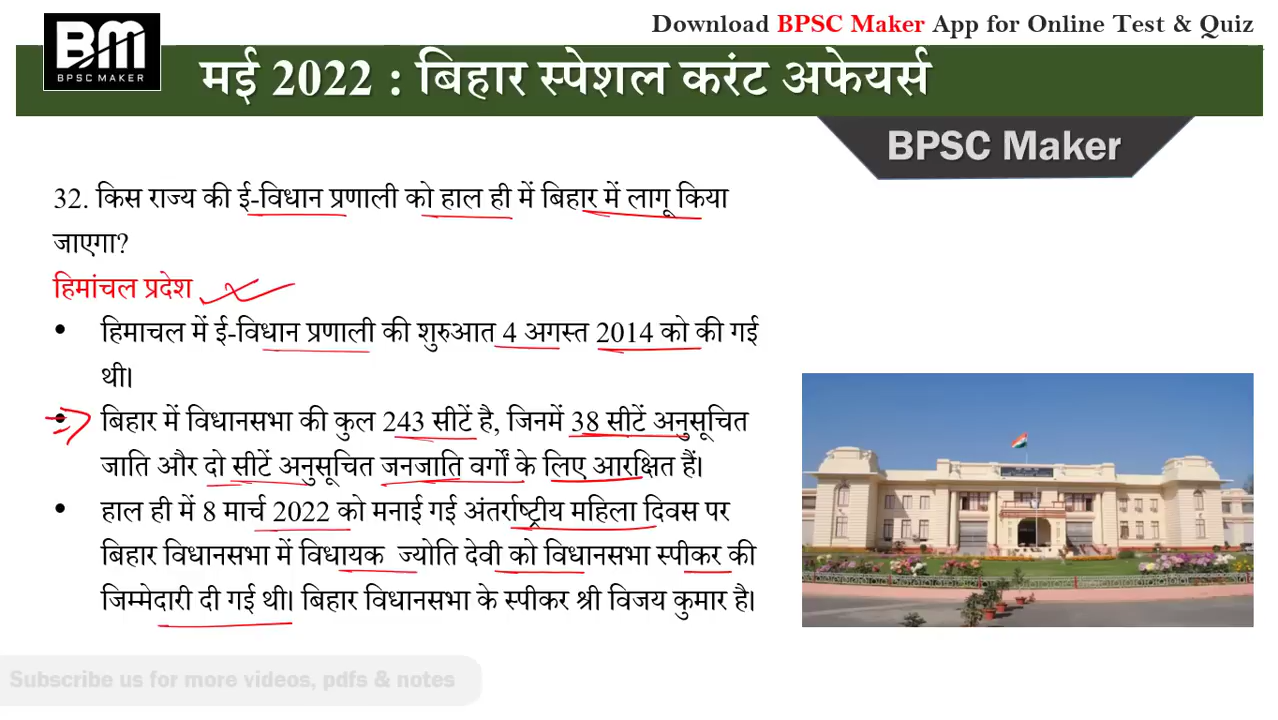 Download BPSC Maker App for Online Test & Quiz
BM
BPSC MAKER
मई 2022 : बिहार स्पेशल करंट अफेयर्स
BPSC Maker
32. किस राज्य की ई-विधान प्रणाली को हाल ही में बिहार में लागू किया
जाएगा?
हिमांचल प्रदेश
• हिमाचल में ई-विधान प्रणाली की शुरुआत 4 अगस्त 2014 को की गई
थी।
• बिहार में विधानसभा की कुल 243 सीटें है, जिनमें 38 सीटें अनुसूचित
जाति और दो सीटें अनुसूचित जनजाति वर्गों के लिए आरक्षित हैं।
• हाल ही में 8 मार्च 2022 को मनाई गई अंतर्राष्ट्रीय महिला दिवस पर
बिहार विधानसभा में विधायक ज्योति देवी को विधानसभा स्पीकर की
जिम्मेदारी दी गई थी। बिहार विधानसभा के स्पीकर श्री विजय कुमार है।
Subscribe us for more videos, pdfs & notes